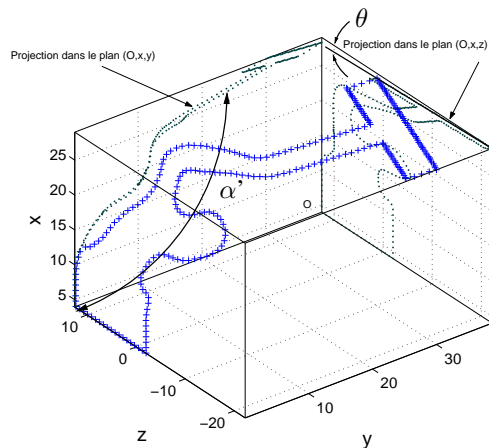 θ
Projection dans le plan (O,x,y)
Projection dans le plan (O,x,z)
25
20
15
10
5
x
α'
O
10
0
−10
−20
z
10
20
30
y